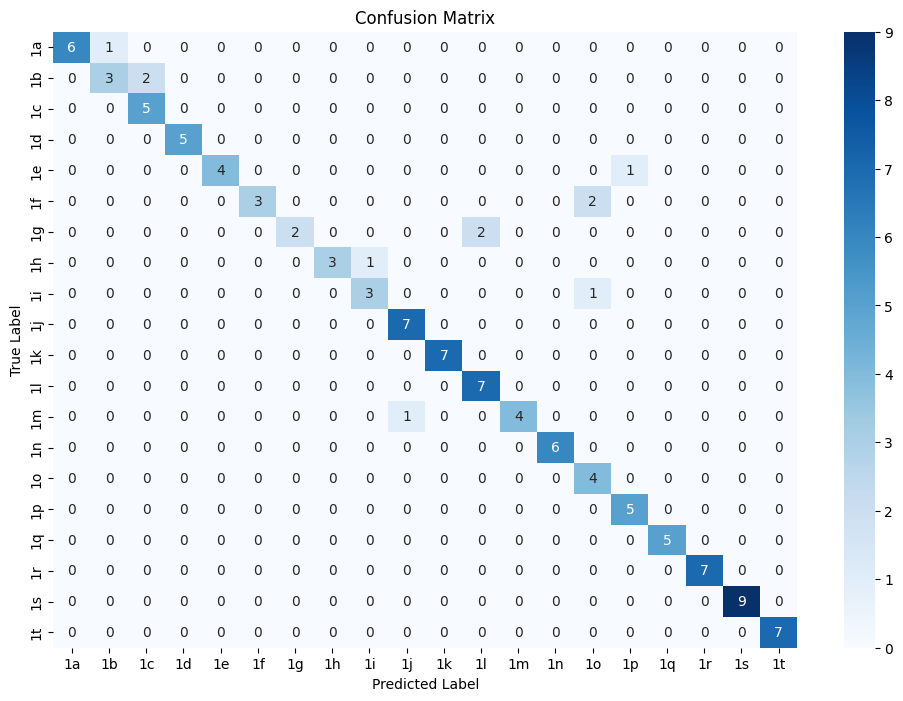 Confusion Matrix
True Label
1a 6 1 0 0 0 0 0 0 0 0 0 0 0 0 0 0 0 0 0 0
1b 0 3 2 0 0 0 0 0 0 0 0 0 0 0 0 0 0 0 0 0
1c 0 0 5 0 0 0 0 0 0 0 0 0 0 0 0 0 0 0 0 0
1d 0 0 0 5 0 0 0 0 0 0 0 0 0 0 0 0 0 0 0 0
1e 0 0 0 0 4 0 0 0 0 0 0 0 0 0 0 1 0 0 0 0
1f 0 0 0 0 0 3 0 0 0 0 0 0 0 0 2 0 0 0 0 0
1g 0 0 0 0 0 0 2 0 0 0 0 2 0 0 0 0 0 0 0 0
1h 0 0 0 0 0 0 0 3 1 0 0 0 0 0 0 0 0 0 0 0
1i 0 0 0 0 0 0 0 0 3 0 0 0 0 0 1 0 0 0 0 0
1j 0 0 0 0 0 0 0 0 0 7 0 0 0 0 0 0 0 0 0 0
1k 0 0 0 0 0 0 0 0 0 0 7 0 0 0 0 0 0 0 0 0
1l 0 0 0 0 0 0 0 0 0 0 0 7 0 0 0 0 0 0 0 0
1m 0 0 0 0 0 0 0 0 0 1 0 0 4 0 0 0 0 0 0 0
1n 0 0 0 0 0 0 0 0 0 0 0 0 0 6 0 0 0 0 0 0
1o 0 0 0 0 0 0 0 0 0 0 0 0 0 0 4 0 0 0 0 0
1p 0 0 0 0 0 0 0 0 0 0 0 0 0 0 0 5 0 0 0 0
1q 0 0 0 0 0 0 0 0 0 0 0 0 0 0 0 0 5 0 0 0
1r 0 0 0 0 0 0 0 0 0 0 0 0 0 0 0 0 0 7 0 0
1s 0 0 0 0 0 0 0 0 0 0 0 0 0 0 0 0 0 0 9 0
1t 0 0 0 0 0 0 0 0 0 0 0 0 0 0 0 0 0 0 0 7
1a 1b 1c 1d 1e 1f 1g 1h 1i 1j 1k 1l 1m 1n 1o 1p 1q 1r 1s 1t
Predicted Label
9
8
7
6
5
4
3
2
1
0